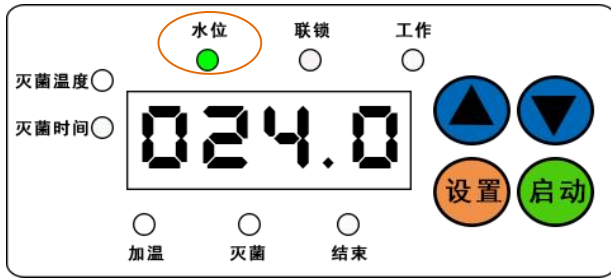 水位 联锁 工作
灭菌温度
灭菌时间
024.0
设置 启动
加温 灭菌 结束